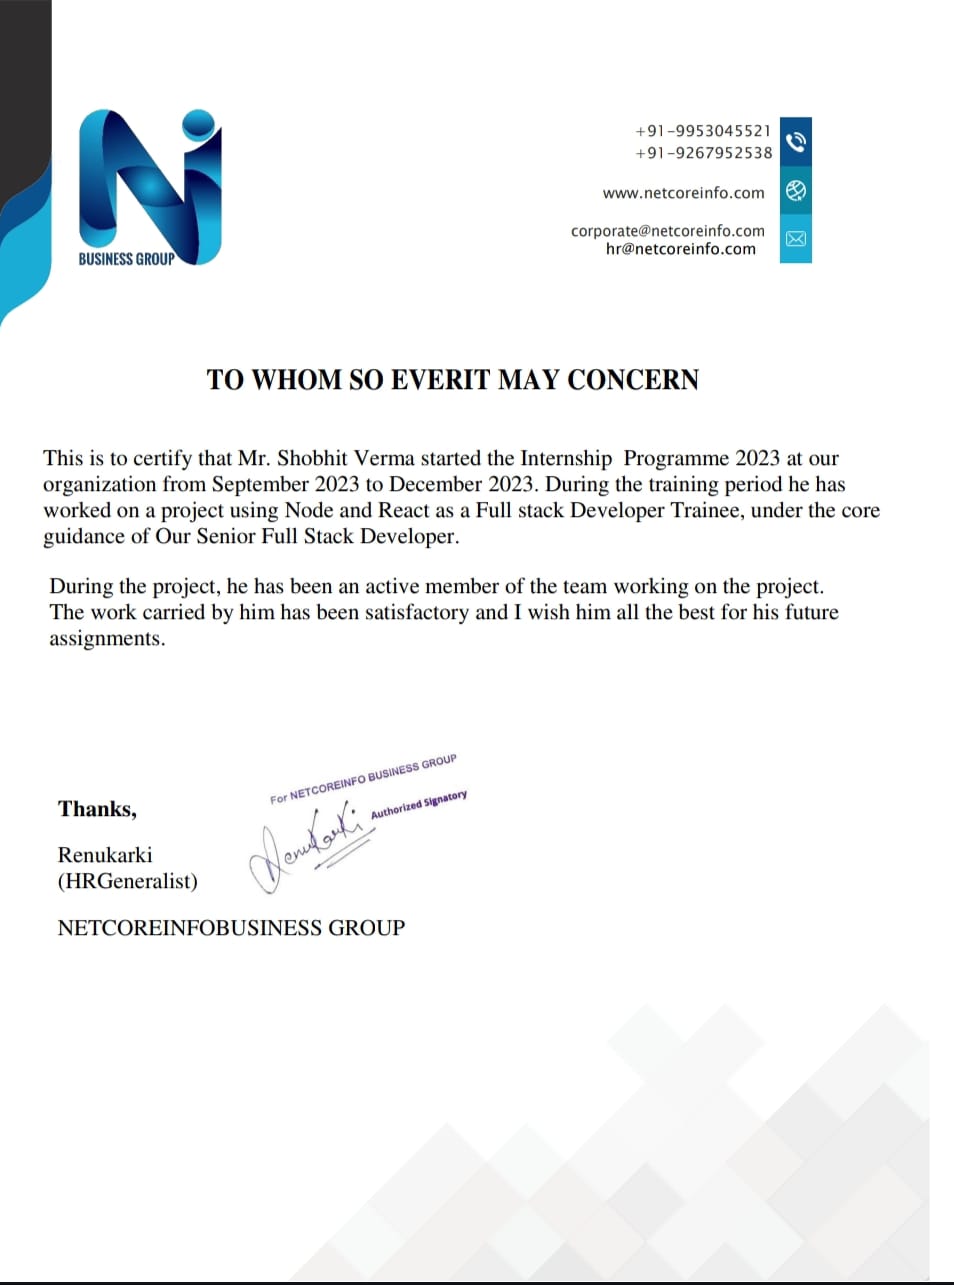 Ni
BUSINESS GROUP
+91-9953045521
+91-9267952538
www.netcoreinfo.com
corporate@netcoreinfo.com
hr@netcoreinfo.com
TO WHOM SO EVERIT MAY CONCERN
This is to certify that Mr. Shobhit Verma started the Internship Programme 2023 at our
organization from September 2023 to December 2023. During the training period he has
worked on a project using Node and React as a Full stack Developer Trainee, under the core
guidance of Our Senior Full Stack Developer.
During the project, he has been an active member of the team working on the project.
The work carried by him has been satisfactory and I wish him all the best for his future
assignments.
For NETCOREINFO BUSINESS GROUP
Authorized Signatory
Renukarki
Thanks,
Renukarki
(HRGeneralist)
NETCOREINFOBUSINESS GROUP